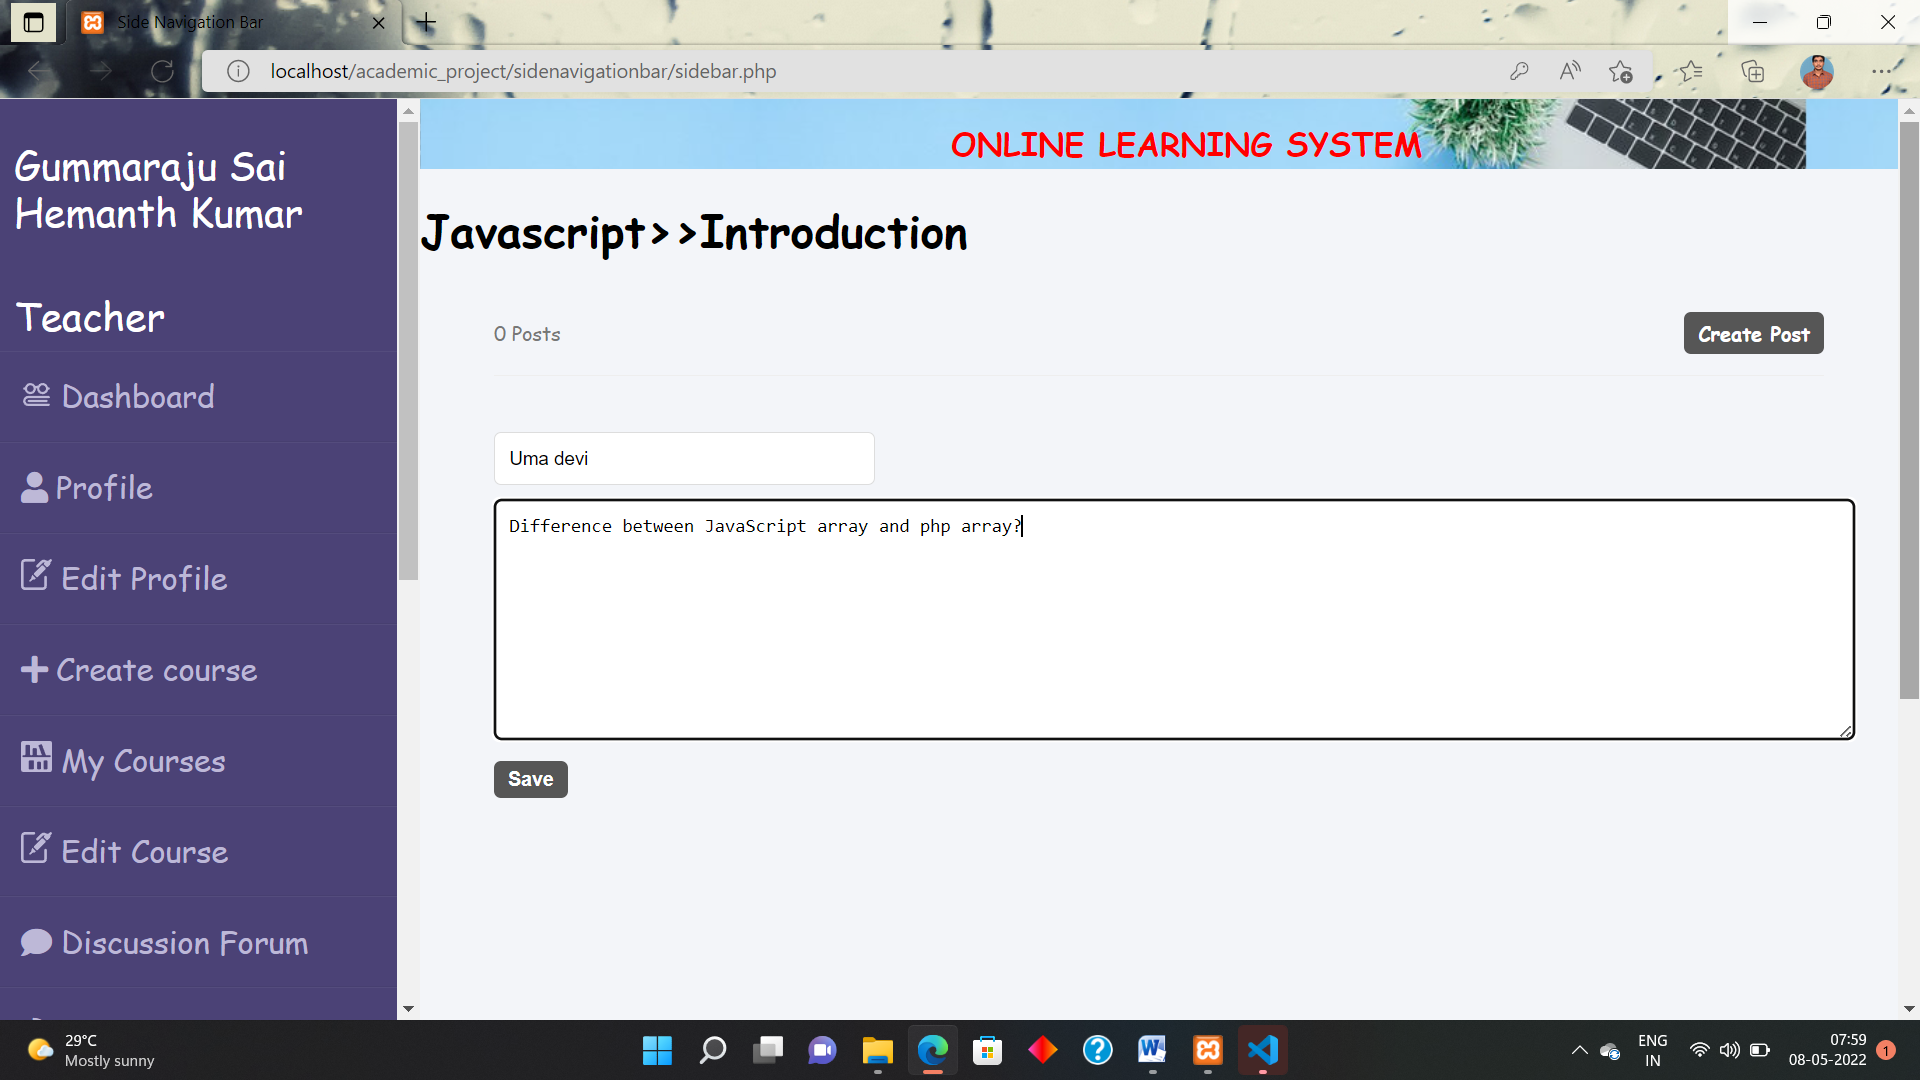 Side Navigation Bar
localhost/academic_project/sidenavigationbar/sidebar.php
Gummaraju Sai
Hemanth Kumar
Teacher
Dashboard
Profile
Edit Profile
Create course
My Courses
Edit Course
Discussion Forum
ONLINE LEARNING SYSTEM
Javascript>>Introduction
0 Posts
Create Post
Uma devi
Difference between JavaScript array and php array?
Save
29°C
Mostly sunny
ENG
IN
07:59
08-05-2022
1